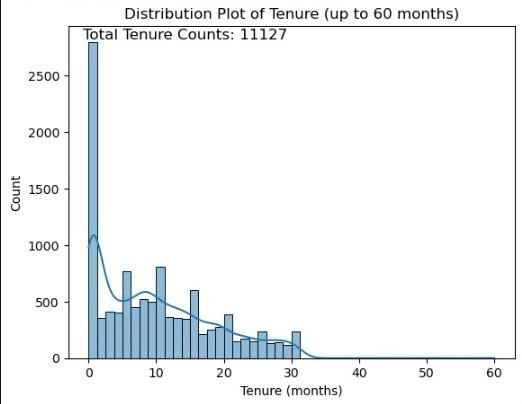 Distribution Plot of Tenure (up to 60 months)
Total Tenure Counts: 11127
2500
2000
1500
1000
500
0
Count
0 10 20 30 40 50 60
Tenure (months)